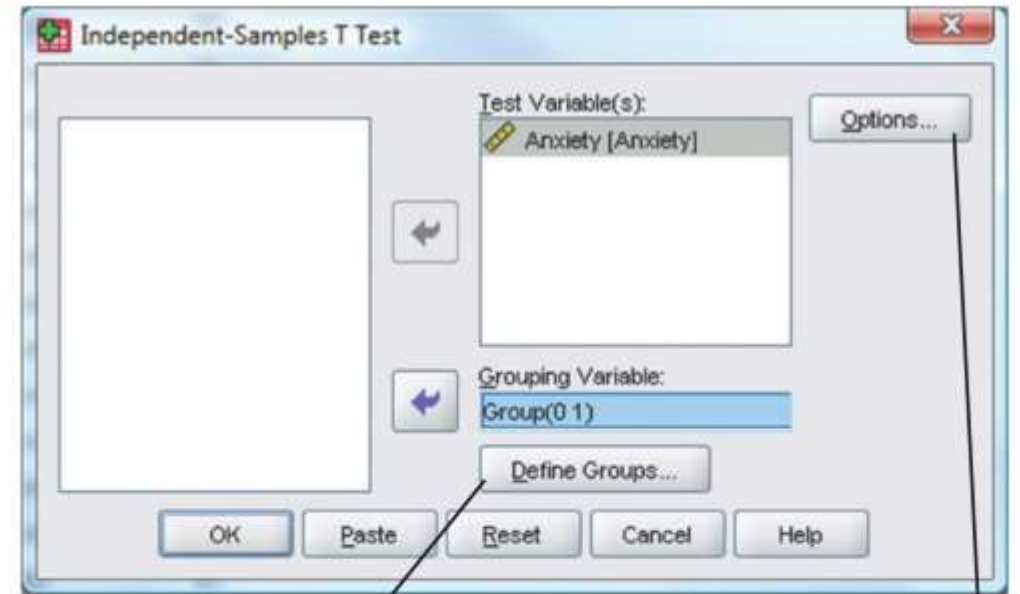 Independent-Samples T Test
Test Variable(s):
Anxiety [Anxiety]
Options...
Grouping Variable:
Group(0 1)
Define Groups...
OK Paste Reset Cancel Help